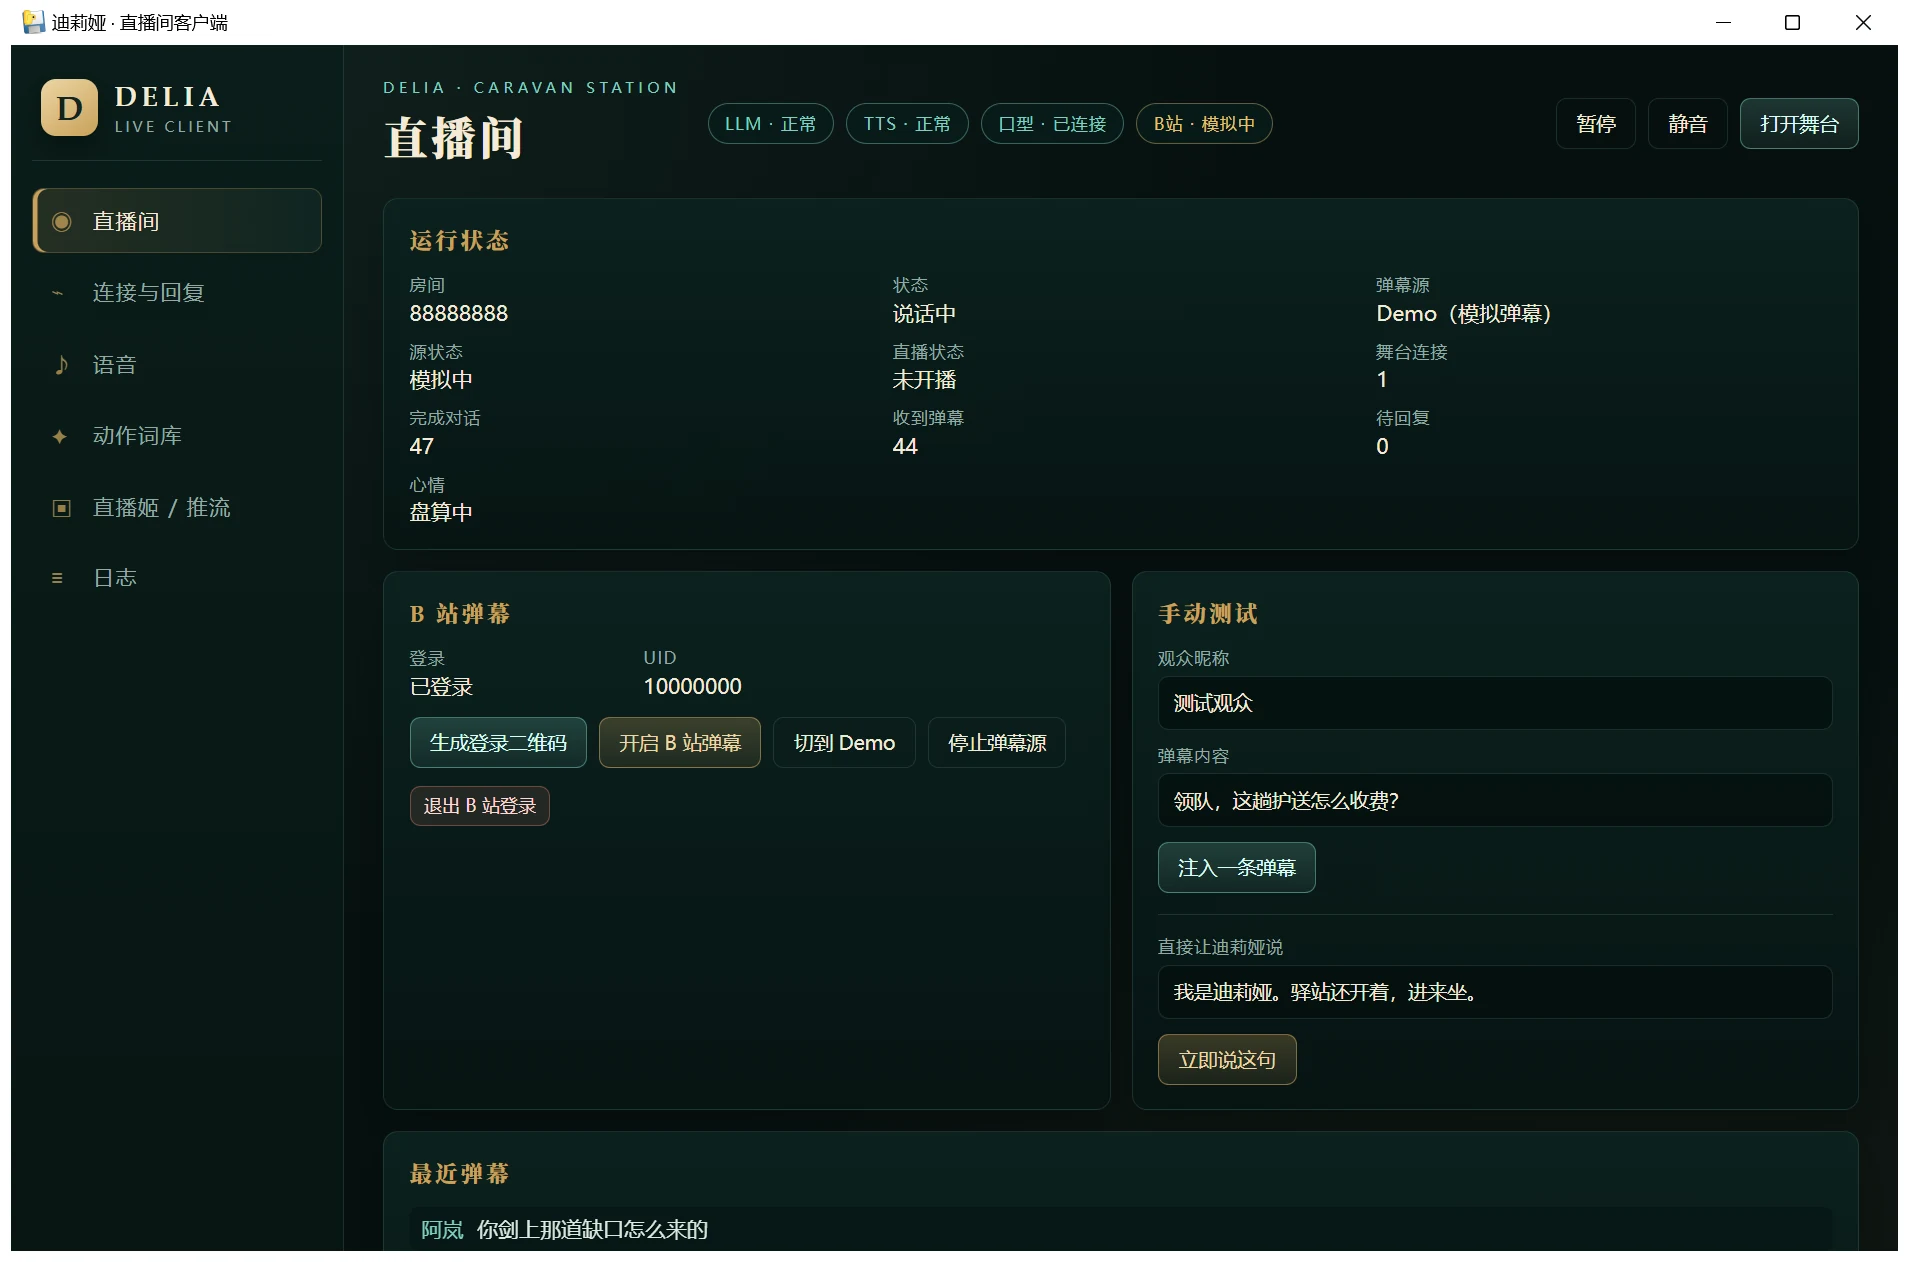 迪莉娅 · 直播间客户端
D
DELIA
LIVE CLIENT
直播间
连接与回复
语音
动作词库
直播姬 / 推流
日志
DELIA · CARAVAN STATION
直播间
LLM · 正常
TTS · 正常
口型 · 已连接
B站 · 模拟中
暂停
静音
打开舞台
运行状态
房间
88888888
状态
说话中
弹幕源
Demo（模拟弹幕）
源状态
模拟中
直播状态
未开播
舞台连接
1
完成对话
47
收到弹幕
44
待回复
0
心情
盘算中
B 站弹幕
登录
已登录
UID
10000000
生成登录二维码
开启 B 站弹幕
切到 Demo
停止弹幕源
退出 B 站登录
手动测试
观众昵称
测试观众
弹幕内容
领队，这趟护送怎么收费？
注入一条弹幕
直接让迪莉娅说
我是迪莉娅。驿站还开着，进来坐。
立即说这句
最近弹幕
阿岚 你剑上那道缺口怎么来的